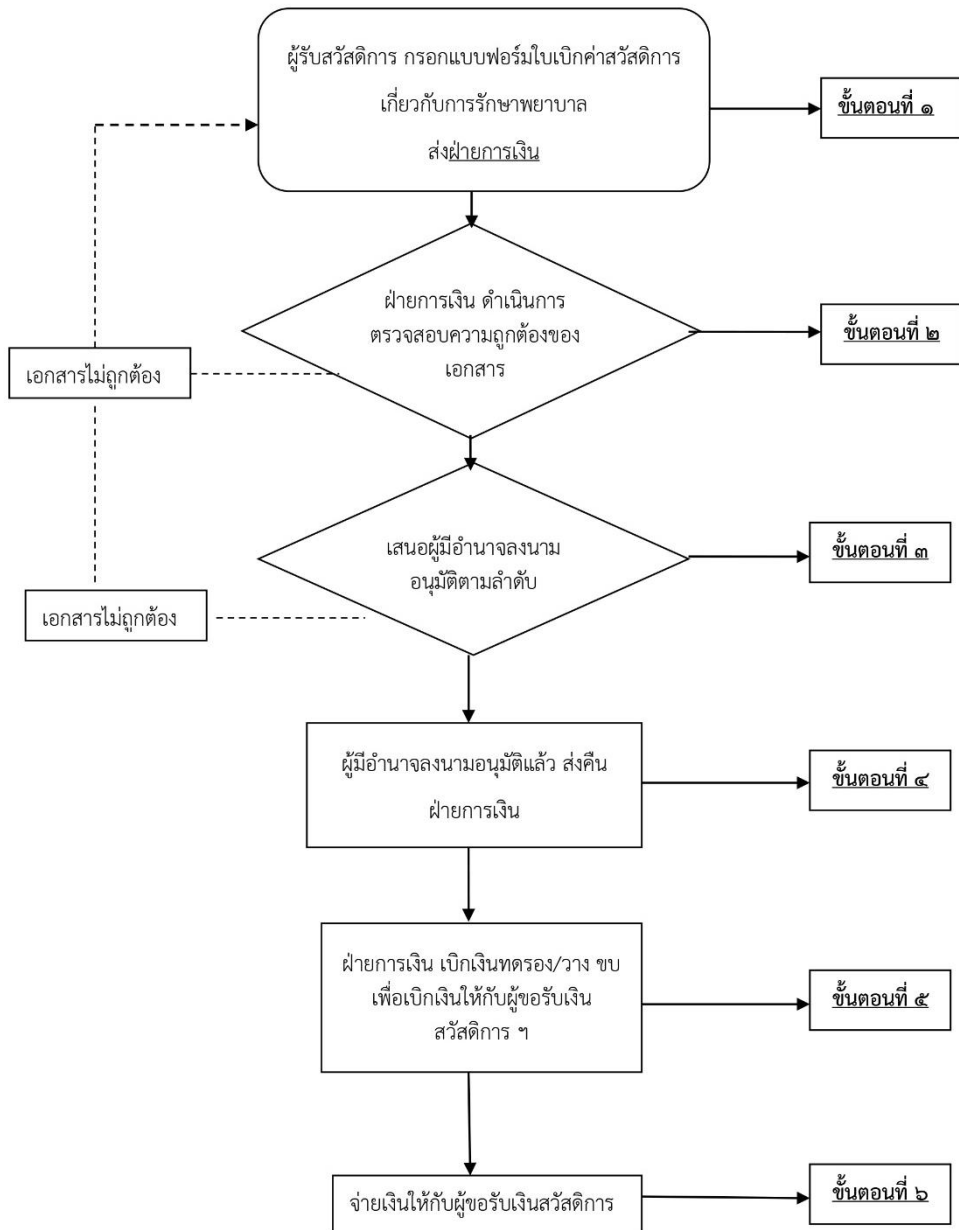 ผู้รับสวัสดิการ กรอกแบบฟอร์มใบเบิกค่าสวัสดิการ
เกี่ยวกับการรักษาพยาบาล
ส่งฝ่ายการเงิน
ขั้นตอนที่ ๑
ฝ่ายการเงิน ดำเนินการ
ตรวจสอบความถูกต้องของ
เอกสาร
ขั้นตอนที่ ๒
เอกสารไม่ถูกต้อง
เสนอผู้มีอำนาจลงนาม
อนุมัติตามลำดับ
ขั้นตอนที่ ๓
เอกสารไม่ถูกต้อง
ผู้มีอำนาจลงนามอนุมัติแล้ว ส่งคืน
ฝ่ายการเงิน
ขั้นตอนที่ ๔
ฝ่ายการเงิน เบิกเงินทดรอง/วาง ขบ
เพื่อเบิกเงินให้กับผู้ขอรับเงิน
สวัสดิการ ฯ
ขั้นตอนที่ ๕
จ่ายเงินให้กับผู้ขอรับเงินสวัสดิการ
ขั้นตอนที่ ๖